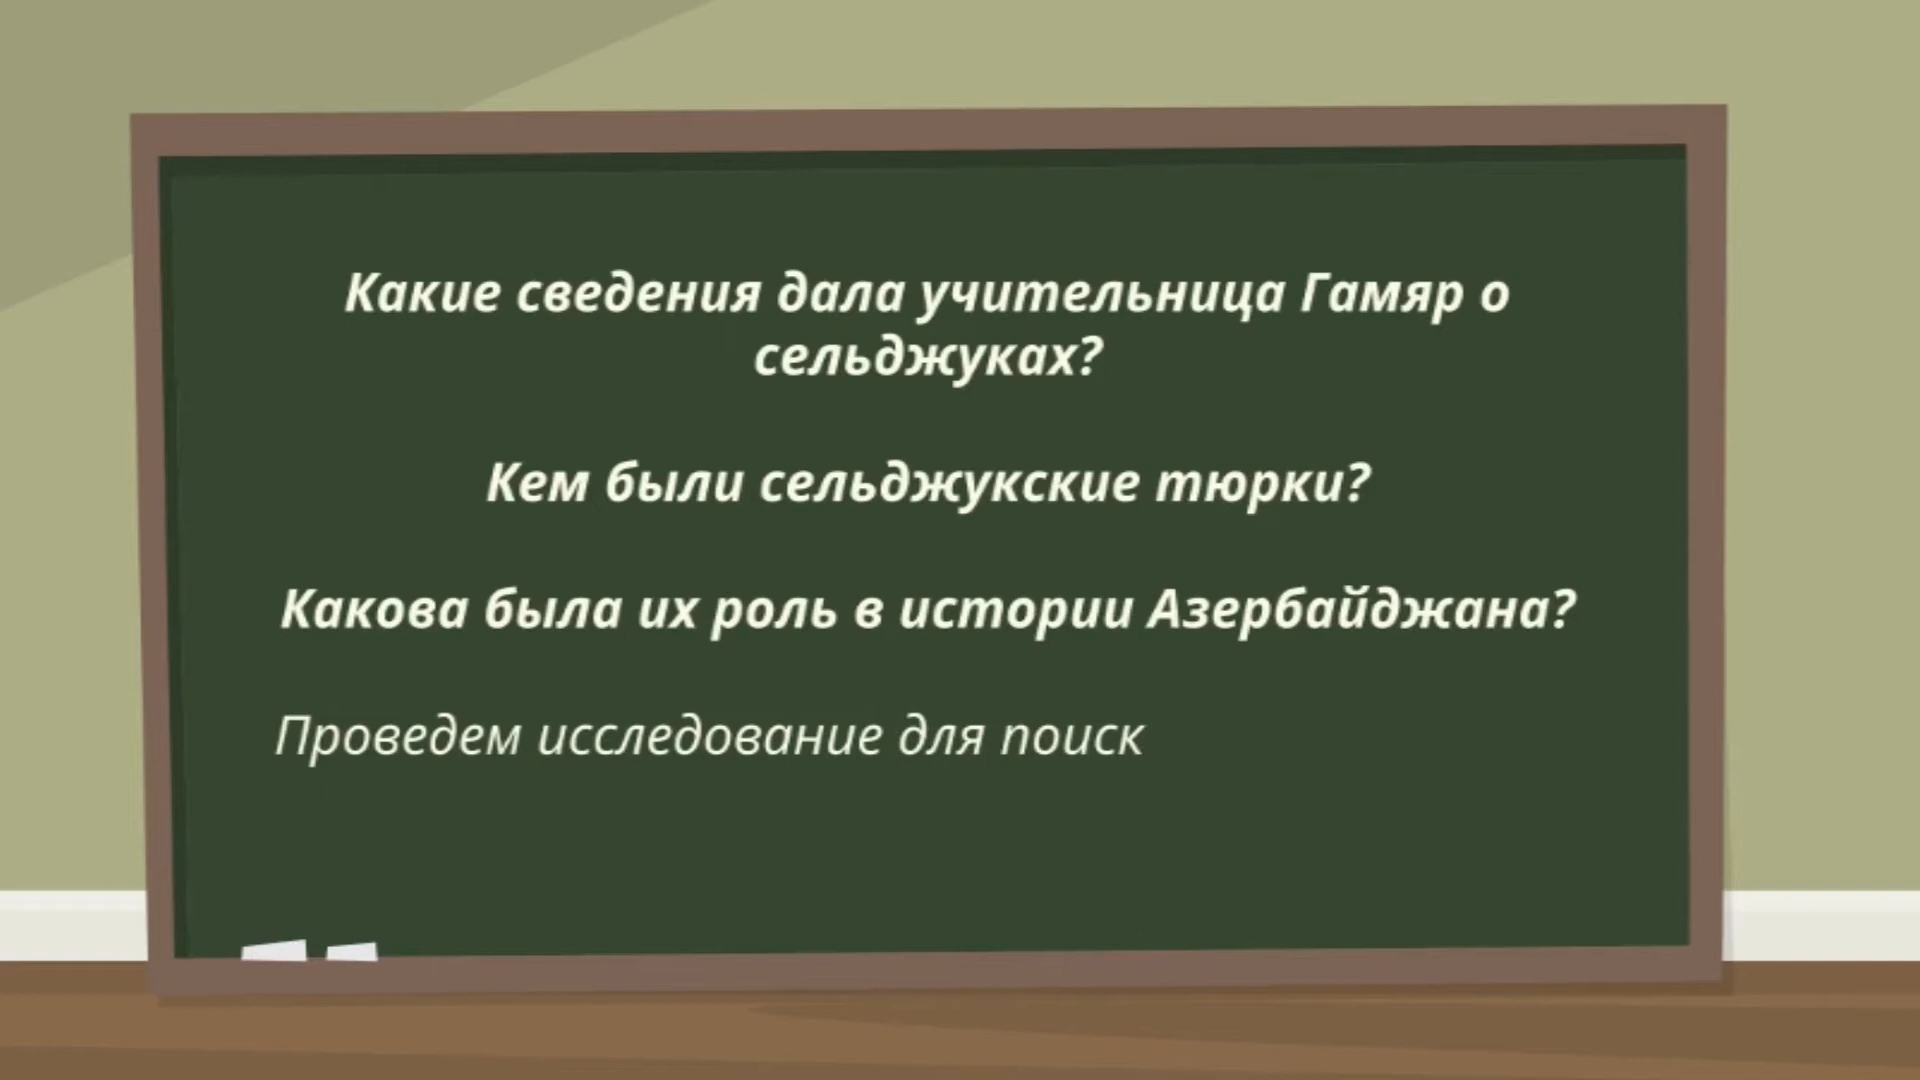 Какие сведения дала учительница Гамяр о
сельджуках?
Кем были сельджукские тюрки?
Какова была их роль в истории Азербайджана?
Проведем исследование для поиск